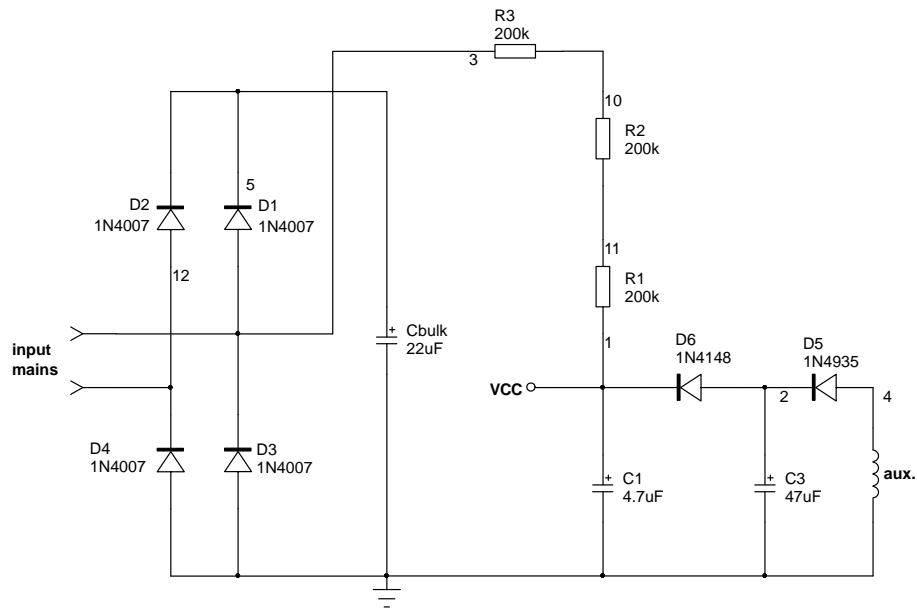 R3
200k
3
10
R2
200k
5
D2
1N4007
D1
1N4007
12
11
R1
200k
input
mains
Cbulk
22uF
+
1
D6
1N4148
D5
1N4935
VCC
2
4
D4
1N4007
D3
1N4007
+
C1
4.7uF
+
C3
47uF
aux.